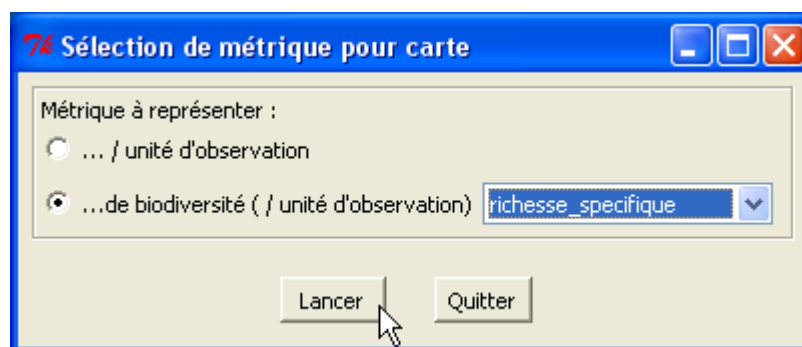 Sélection de métrique pour carte
Métrique à représenter :
... / unité d'observation
...de biodiversité ( / unité d'observation) richesse_specifique
Lancer Quitter